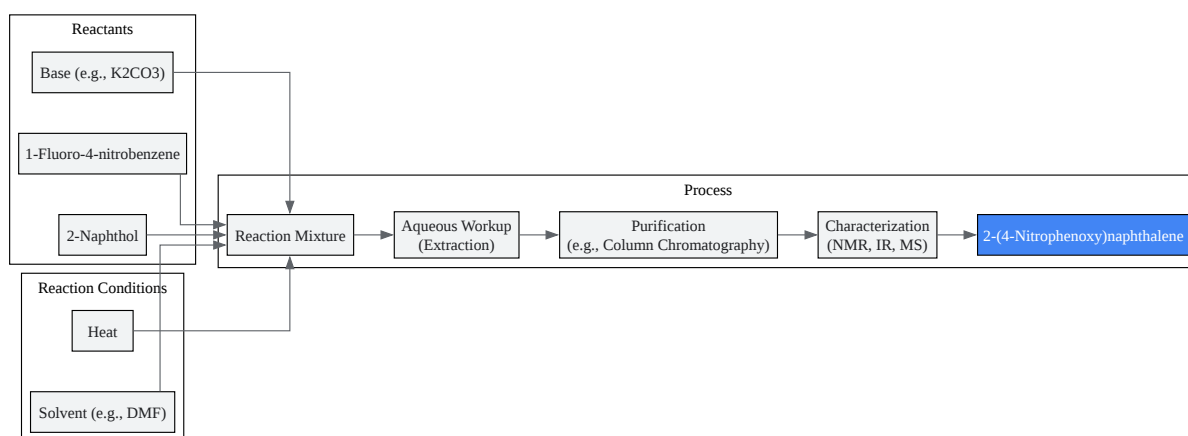 Reactants
Base (e.g., K2CO3)
1-Fluoro-4-nitrobenzene
2-Naphthol
Reaction Conditions
Heat
Solvent (e.g., DMF)
Process
Reaction Mixture
Aqueous Workup
(Extraction)
Purification
(e.g., Column Chromatography)
Characterization
(NMR, IR, MS)
2-(4-Nitrophenoxy)naphthalene